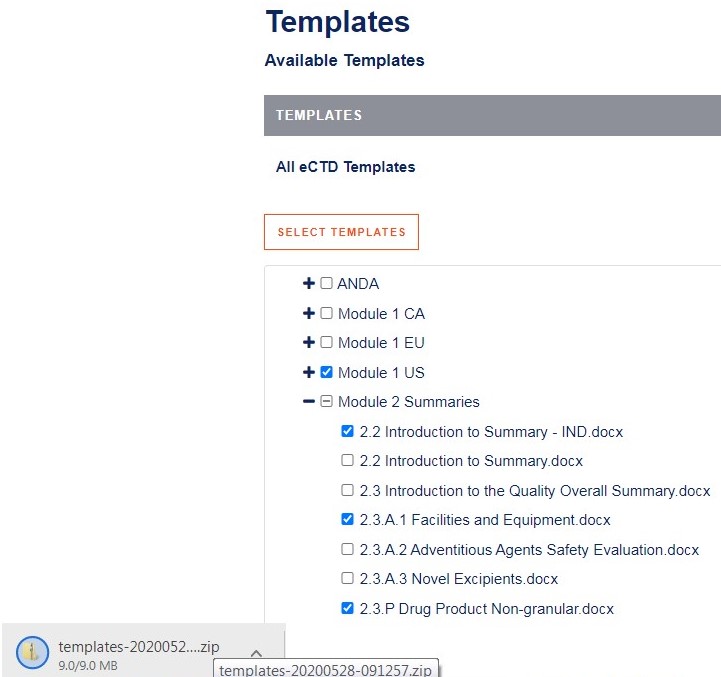 Templates
Available Templates
TEMPLATES
All eCTD Templates
SELECT TEMPLATES
ANDA
Module 1 CA
Module 1 EU
Module 1 US
Module 2 Summaries
2.2 Introduction to Summary - IND.docx
2.2 Introduction to Summary.docx
2.3 Introduction to the Quality Overall Summary.docx
2.3.A.1 Facilities and Equipment.docx
2.3.A.2 Adventitious Agents Safety Evaluation.docx
2.3.A.3 Novel Excipients.docx
2.3.P Drug Product Non-granular.docx
templates-2020052....zip
9.0/9.0 MB
templates-20200528-091257.zip